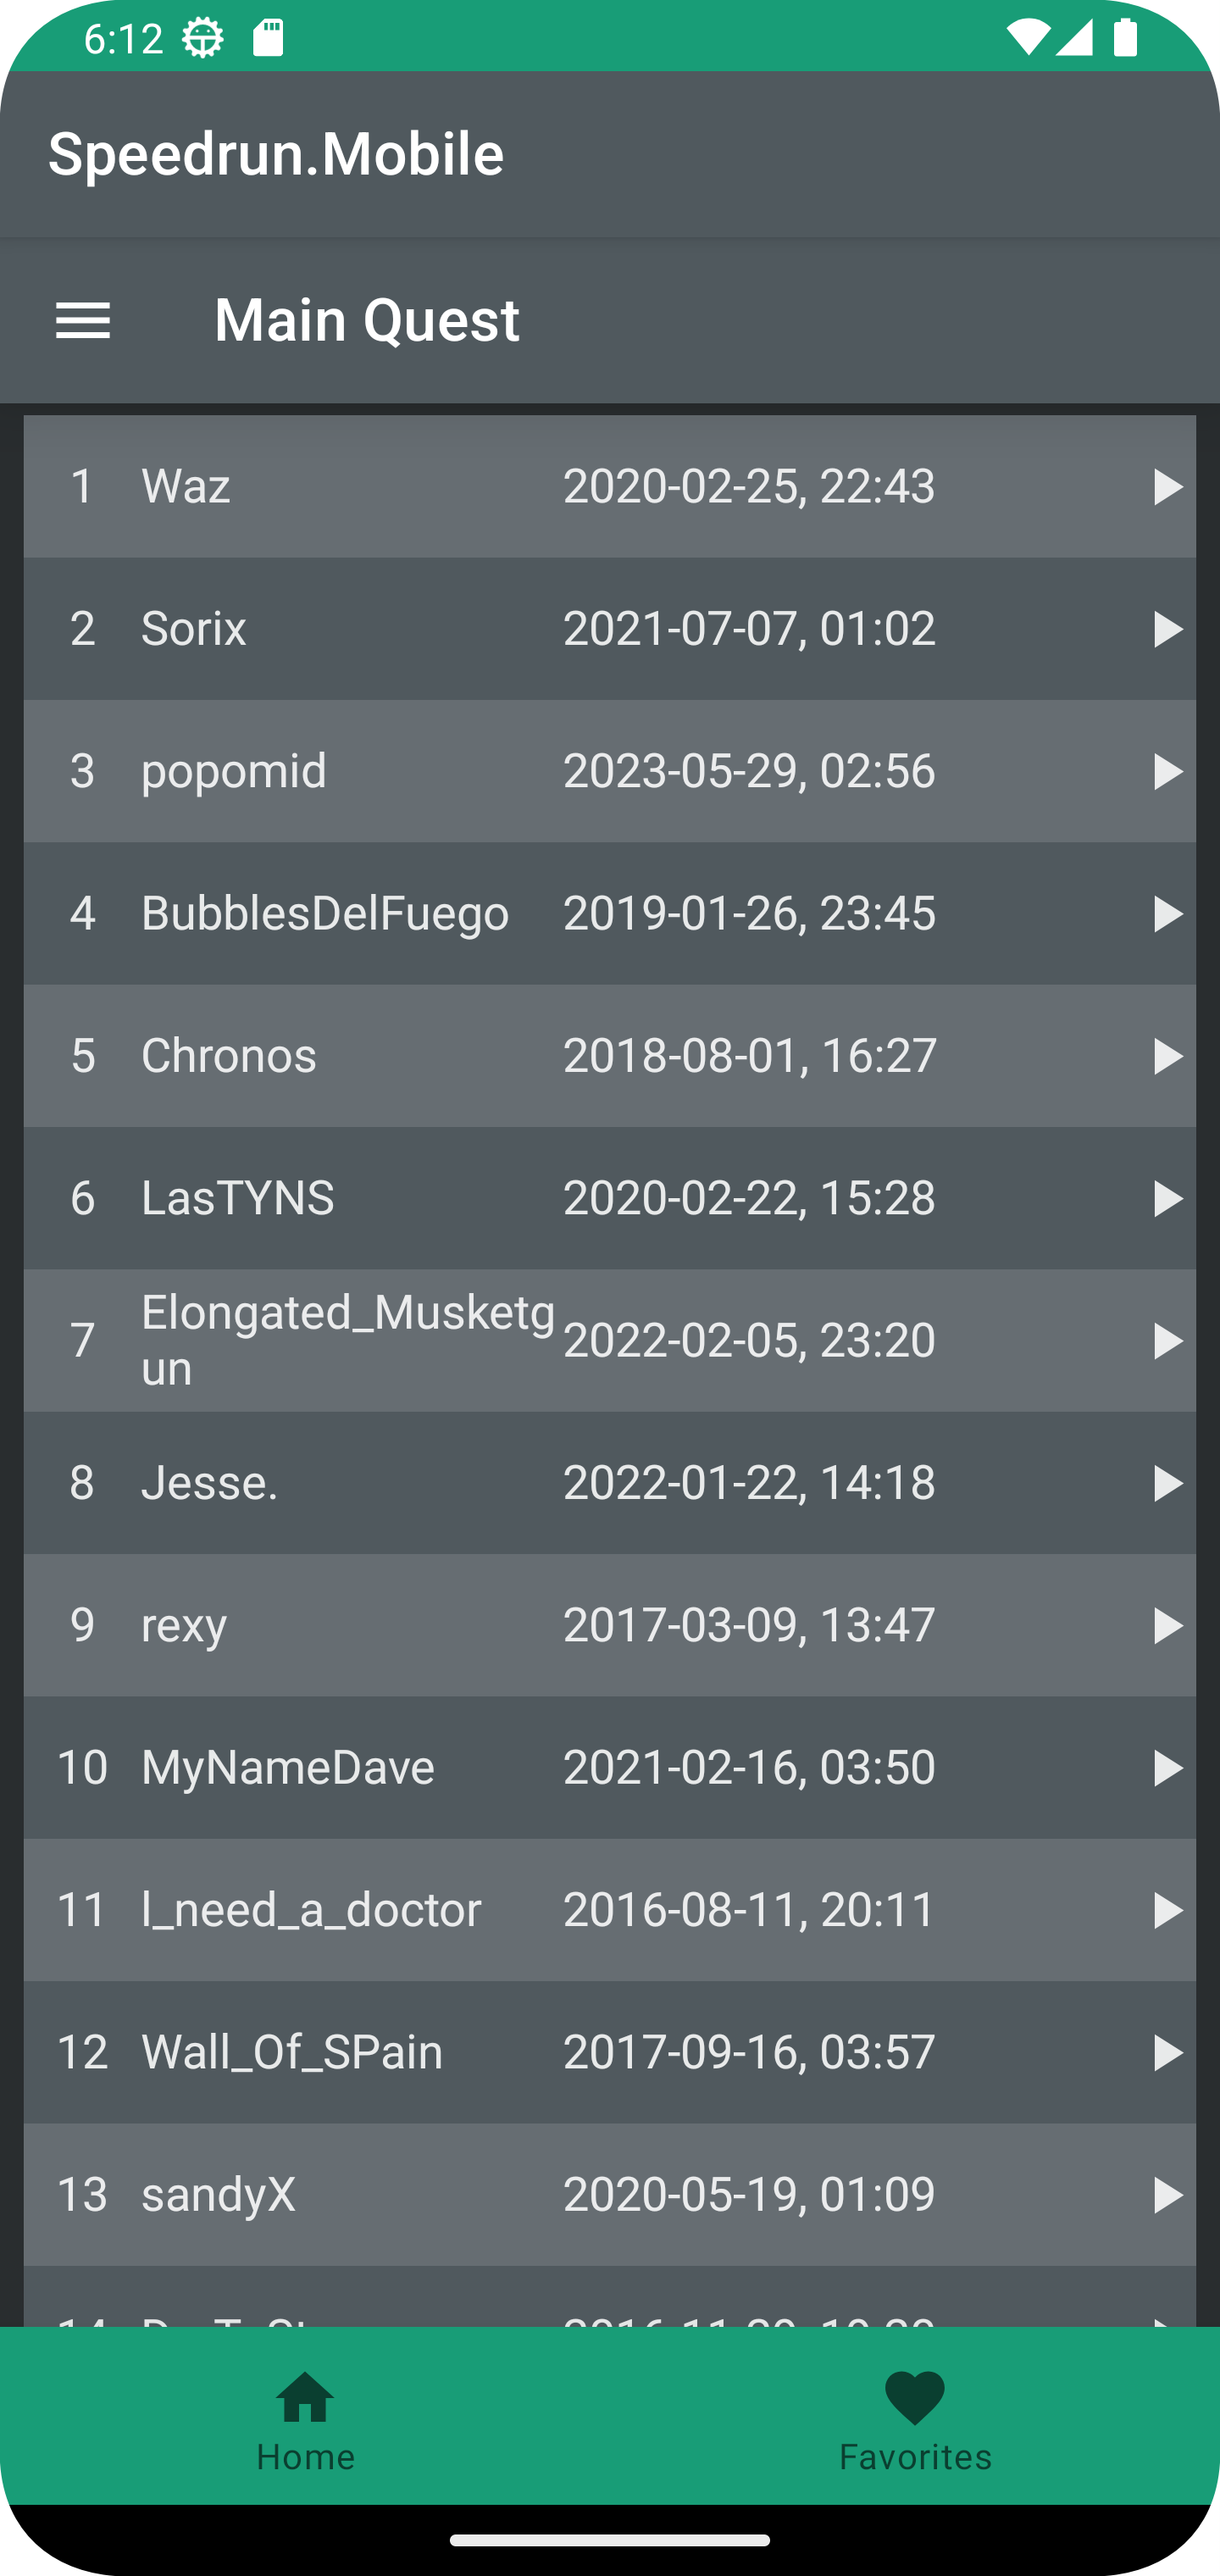 6:12
Speedrun.Mobile
Main Quest
1 Waz 2020-02-25, 22:43
2 Sorix 2021-07-07, 01:02
3 popomid 2023-05-29, 02:56
4 BubblesDelFuego 2019-01-26, 23:45
5 Chronos 2018-08-01, 16:27
6 LasTYNS 2020-02-22, 15:28
7 Elongated_Musketg 2022-02-05, 23:20
un
8 Jesse. 2022-01-22, 14:18
9 rexy 2017-03-09, 13:47
10 MyNameDave 2021-02-16, 03:50
11 l_need_a_doctor 2016-08-11, 20:11
12 Wall_Of_SPain 2017-09-16, 03:57
13 sandyX 2020-05-19, 01:09
Home Favorites